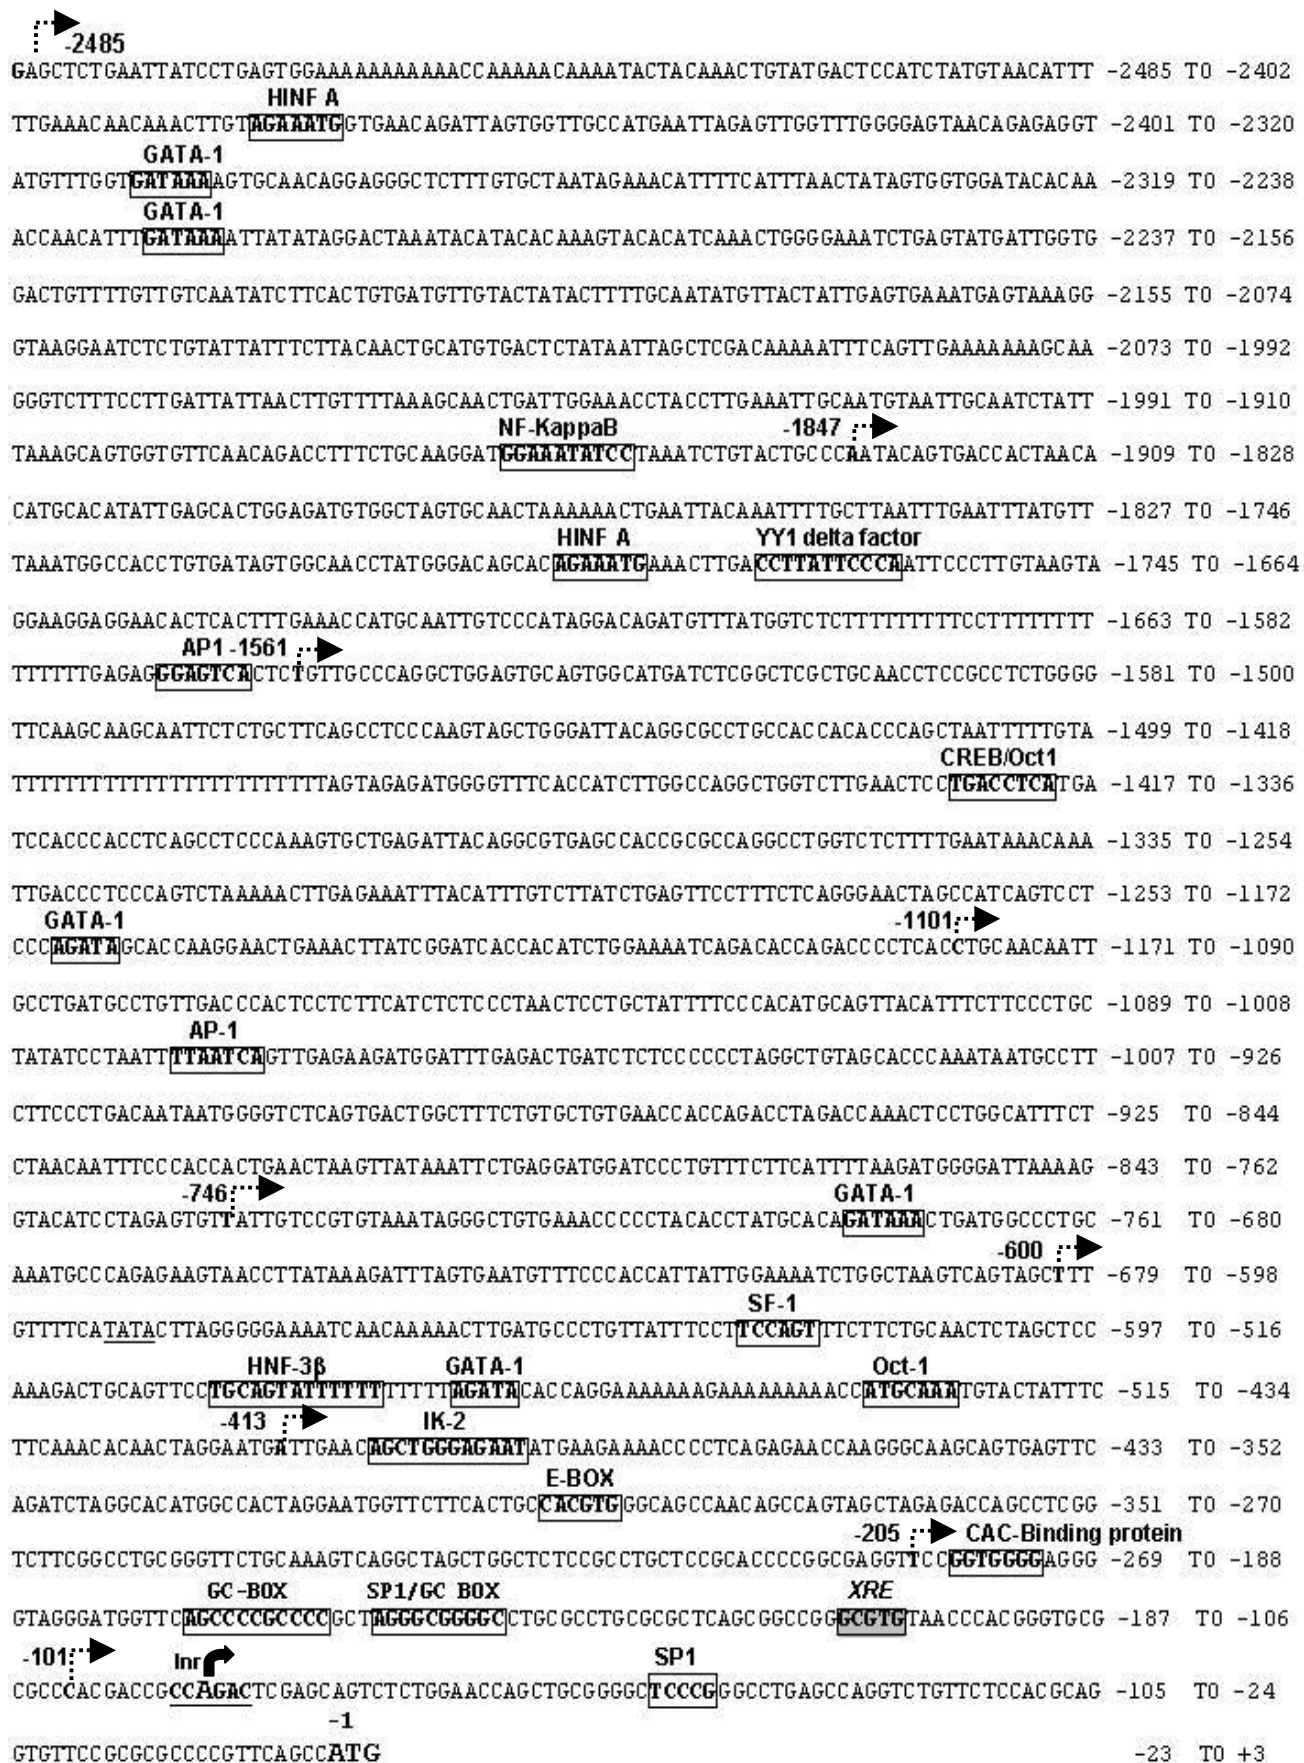 -2485
GAGCTCTGAATTATCCTGAGTGGAAAAAAAAAAAACCAAAAACAAAATACTACAAACTGTATGACTCCATCTATGTAACATTT -2485 TO -2402
HINF A
TTGAAACAACAAACTTGTAGAAATGGTGAACAGATTAGTGGTTGCCATGAATTAGAGTTGGTTTGGGGAGTAACAGAGAGGT -2401 TO -2320
GATA-1
ATGTTTGGTGATAAAAGTGCAACAGGAGGGCTCTTTGTGCTAATAGAAACATTTTCATTTAACTATAGTGGTGGATACACAA -2319 TO -2238
GATA-1
ACCAACATTTGATAAAATTATATAGGACTAAATACATACACAAAGTACACATCAAACTGGGGAAATCTGAGTATGATTGGTG -2237 TO -2156
GACTGTTTTGTTGTCAATATCTTCACTGTGATGTTGTACTATACTTTTGCAATATGTTACTATTGAGTGAAATGAGTAAAGG -2155 TO -2074
GTAAGGAATCTCTGTATTATTTCTTACAACTGCATGTGACTCTATAATTAGCTCGACAAAAATTTCAGTTGAAAAAAAGCAA -2073 TO -1992
GGGTCTTTCCTTGATTATTAACTTGTTTTAAAGCAACTGATTGGAAACCTACCTTGAAATTGCAATGTAATTGCAATCTATT -1991 TO -1910
NF-KappaB -1847
TAAAGCAGTGGTGTTCAACAGACCTTTCTGCAAGGATGGAAATATCCTAAATCTGTACTGCCCAATACAGTGACCACTAACA -1909 TO -1828
CATGCACATATTGAGCACTGGAGATGTGGCTAGTGCAACTAAAAAACTGAATTACAAATTTTGCTTAATTTGAATTTATGTT -1827 TO -1746
HINF A YY1 delta factor
TAAATGGCCACCTGTGATAGTGGCAACCTATGGGACAGCACAGAAATGAAACTTGACCTTATTCCCAATTCCCTTGTAAGTA -1745 TO -1664
GGAAGGAGGAACACTCACTTTGAAACCATGCAATTGTCCCATAGGACAGATGTTTATGGTCTCTTTTTTTTTTCCTTTTTTTT -1663 TO -1582
AP1 -1561
TTTTTTGAGAGGGAGTCACTCTGTTGCCCAGGCTGGAGTGCAGTGGCATGATCTCGGCTCGCTGCAACCTCCGCCTCTGGGG -1581 TO -1500
TTCAAGCAAGCAATTCTCTGCTTCAGCCTCCCAAGTAGCTGGGATTACAGGCGCCTGCCACCACACCCAGCTAATTTTTGTA -1499 TO -1418
CREB/Oct1
TTTTTTTTTTTTTTTTTTTTTTTTTAGTAGAGATGGGGTTTCACCATCTTGGCCAGGCTGGTCTTGAACTCCTGACCTCATGA -1417 TO -1336
TCCACCCACCTCAGCCTCCCAAAGTGCTGAGATTACAGGCGTGAGCCACCGCGCCAGGCCTGGTCTCTTTTGAATAAACAAA -1335 TO -1254
TTGACCCTCCCAGTCTAAAAACTTGAGAAATTTACATTTGTCTTATCTGAGTTCCTTTCTCAGGGAACTAGCCATCAGTCCT -1253 TO -1172
GATA-1 -1101
CCCAGATAGCACCAAGGAACTGAAACTTATCGGATCACCACATCTGGAAAATCAGACACCAGACCCCTCACCTGCAACAATT -1171 TO -1090
GCCTGATGCCTGTTGACCCACTCCTCTTCATCTCTCCCTAACTCCTGCTATTTTCCCACATGCAGTTACATTTCTTCCCTGC -1089 TO -1008
AP-1
TATATCCTAATTTTAATCAGTTGAGAAGATGGATTTGAGACTGATCTCTCCCCCCTAGGCTGTAGCACCCAAATAATGCCTT -1007 TO -926
CTTCCCTGACAATAATGGGGTCTCAGTGACTGGCTTTCTGTGCTGTGAACCACCAGACCTAGACCAAACTCCTGGCATTTCT -925 TO -844
CTAACAATTTCCCACCACTGAACTAAGTTATAAATTCTGAGGATGGATCCCTGTTTCTTCATTTTAAGATGGGGATTAAAAG -843 TO -762
-746 GATA-1
GTACATCCTAGAGTGTTATTGTCCGTGTAAATAGGGCTGTGAAACCCCCTACACCTATGCACAGATAAACTGATGGCCCTGC -761 TO -680
-600
AAATGCCCAGAGAAGTAACCTTATAAAGATTTAGTGAATGTTTCCCACCATTATTGGAAAATCTGGCTAAGTCAGTAGCTTT -679 TO -598
SF-1
GTTTTCATATACTTAGGGGGAAAATCAACAAAAACTTGATGCCCTGTTATTTCCTTCCAGTTTCTTCTGCAACTCTAGCTCC -597 TO -516
HNF-3β GATA-1 Oct-1
AAAGACTGCAGTTCCTGCAGTATTTTTTTTTTTAGATACACCAGGAAAAAAAGAAAAAAAAACCATGCAAATGTACTATTTC -515 TO -434
-413 IK-2
TTCAAACACAACTAGGAATGATTGAACAGCTGGGAGAATATGAAGAAAACCCCTCAGAGAACCAAGGGCAAGCAGTGAGTTC -433 TO -352
E-BOX
AGATCTAGGCACATGGCCACTAGGAATGGTTCTTCACTGCCACGTGGGCAGCCAACAGCCAGTAGCTAGAGACCAGCCTCGG -351 TO -270
-205 CAC-Binding protein
TCTTCGGCCTGCGGGTTCTGCAAAGTCAGGCTAGCTGGCTCTCCGCCTGCTCCGCACCCCGGCGAGGTTCCGGTGGGGAGGG -269 TO -188
GC-BOX SP1/GC BOX XRE
GTAGGGATGGTTCAGCCCCGCCCCGCTAGGGCGGGGCCTGCGCCTGCGCGCTCAGCGGCCGGGCGTGTAACCCACGGGTGCG -187 TO -106
-101 Inr SP1
CGCCCACGACCGCCAGACTCGAGCAGTCTCTGGAACCAGCTGCGGGGCTCCCGGGCCTGAGCCAGGTCTGTTCTCCACGCAG -105 TO -24
-1
GTGTTCCGCGCGCCCCGTTCAGCCATG -23 TO +3